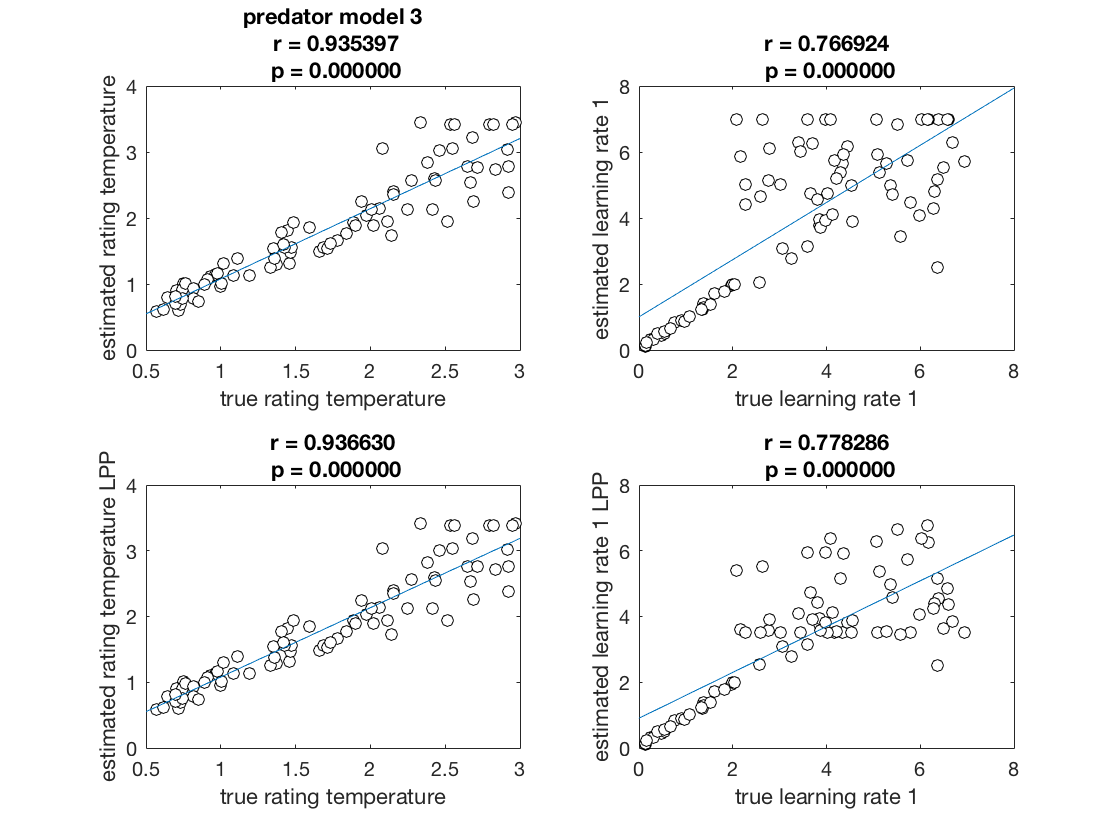 predator model 3
r = 0.935397
p = 0.000000
estimated rating temperature
4
3
2
1
0
0.5 1 1.5 2 2.5 3
true rating temperature
r = 0.766924
p = 0.000000
estimated learning rate 1
8
6
4
2
0
0 2 4 6 8
true learning rate 1
r = 0.936630
p = 0.000000
estimated rating temperature LPP
4
3
2
1
0
0.5 1 1.5 2 2.5 3
true rating temperature
r = 0.778286
p = 0.000000
estimated learning rate 1 LPP
8
6
4
2
0
0 2 4 6 8
true learning rate 1